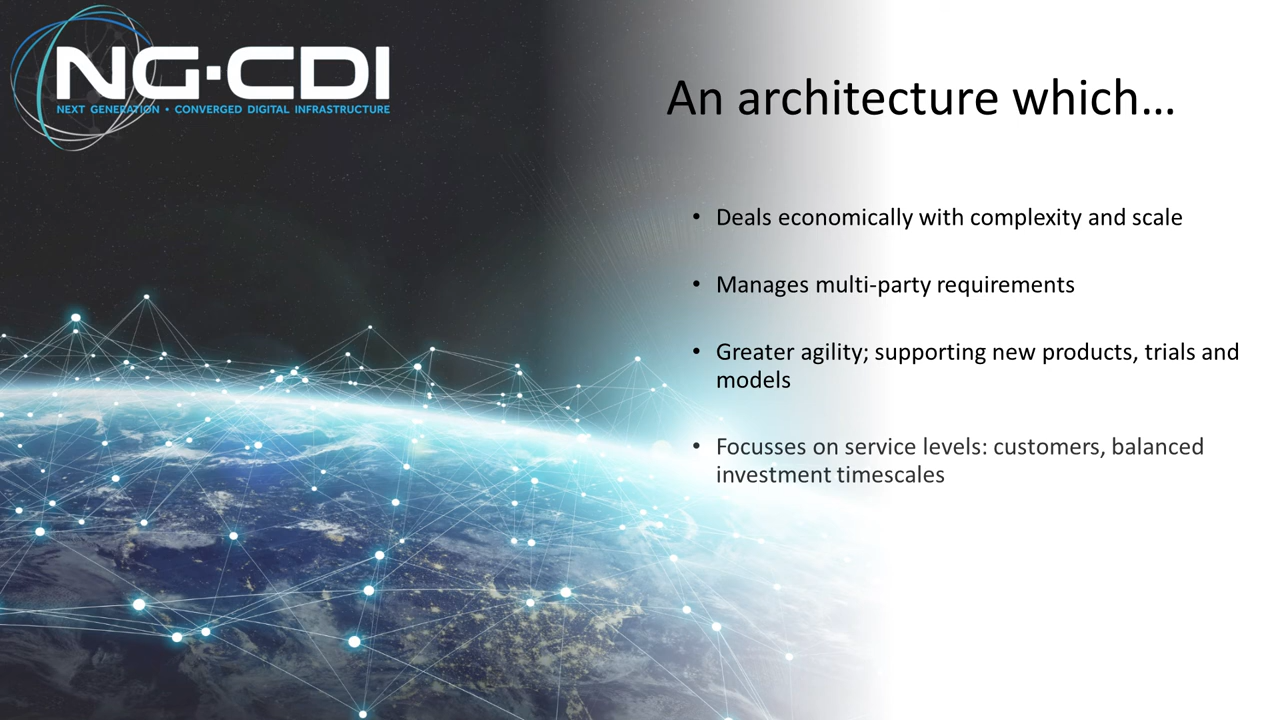 NG·CDI
NEXT GENERATION • CONVERGED DIGITAL INFRASTRUCTURE
An architecture which…
• Deals economically with complexity and scale
• Manages multi-party requirements
• Greater agility; supporting new products, trials and
models
• Focusses on service levels: customers, balanced
investment timescales